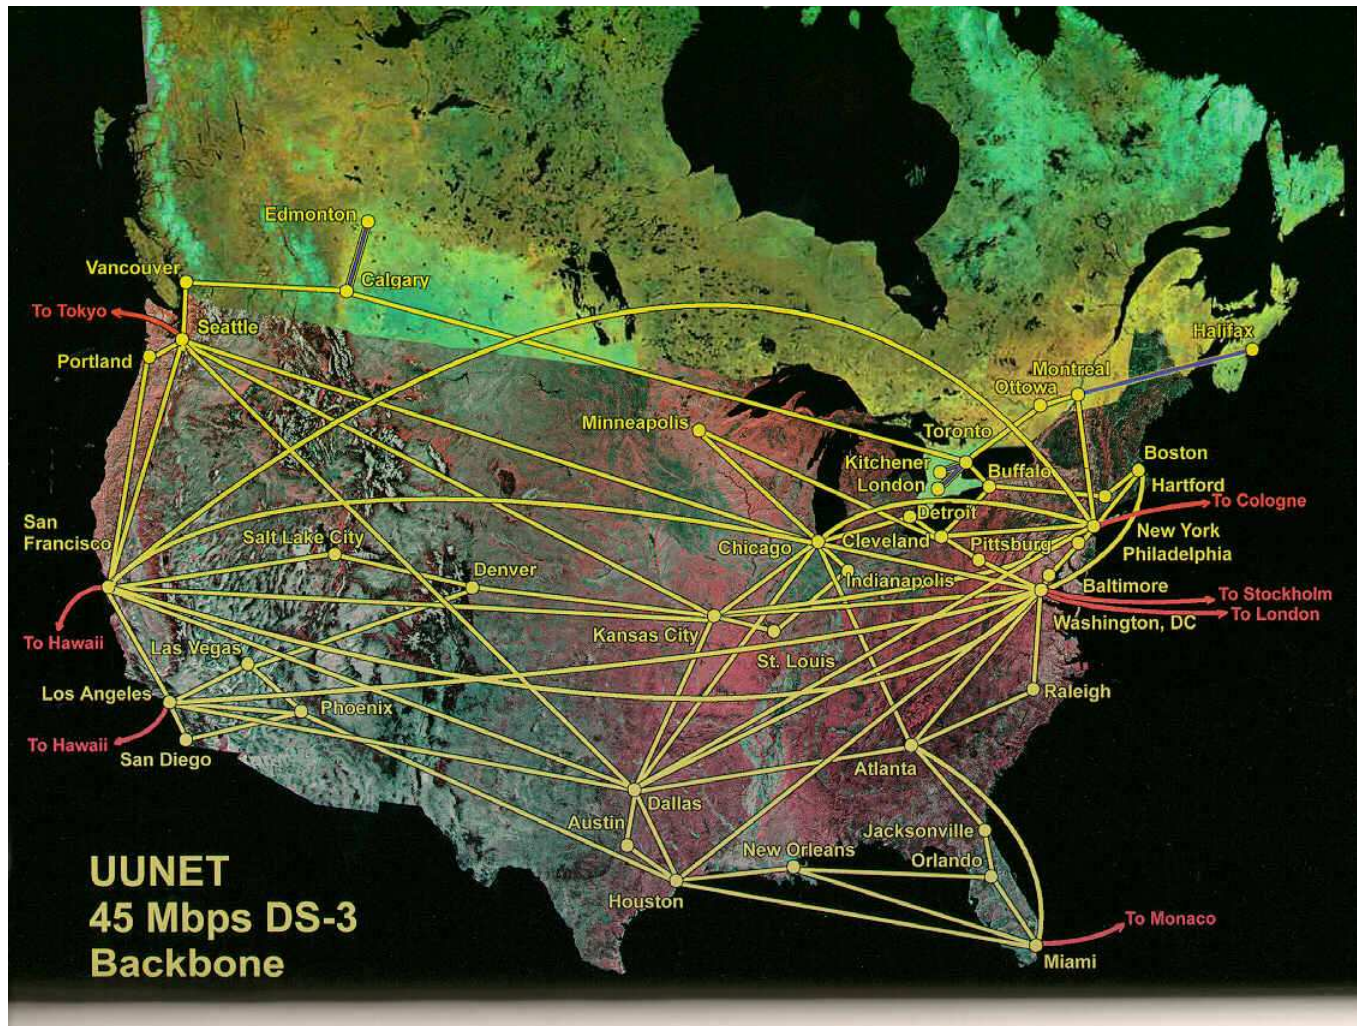 Edmonton
Vancouver
Calgary
To Tokyo
Seattle
Halifax
Portland
Montreal
Ottowa
Minneapolis
Toronto
Boston
Kitchener
Buffalo
London
Hartford
To Cologne
Detroit
San
Francisco
Salt Lake City
Chicago
Cleveland
Pittsburg
New York
Philadelphia
Denver
Indianapolis
Baltimore
To Stockholm
To London
Washington, DC
To Hawaii
Kansas City
Las Vegas
St. Louis
Los Angeles
Phoenix
Raleigh
To Hawaii
San Diego
Atlanta
Dallas
Austin
Jacksonville
New Orleans
Orlando
Houston
UUNET
45 Mbps DS-3
Backbone
To Monaco
Miami